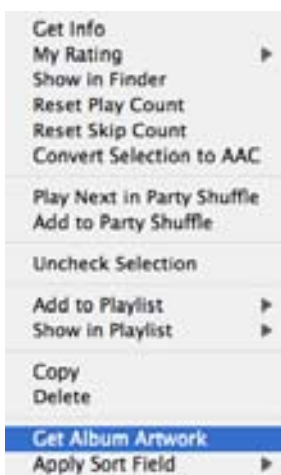 Get Info
My Rating
Show in Finder
Reset Play Count
Reset Skip Count
Convert Selection to AAC
Play Next in Party Shuffle
Add to Party Shuffle
Uncheck Selection
Add to Playlist
Show in Playlist
Copy
Delete
Get Album Artwork
Apply Sort Field